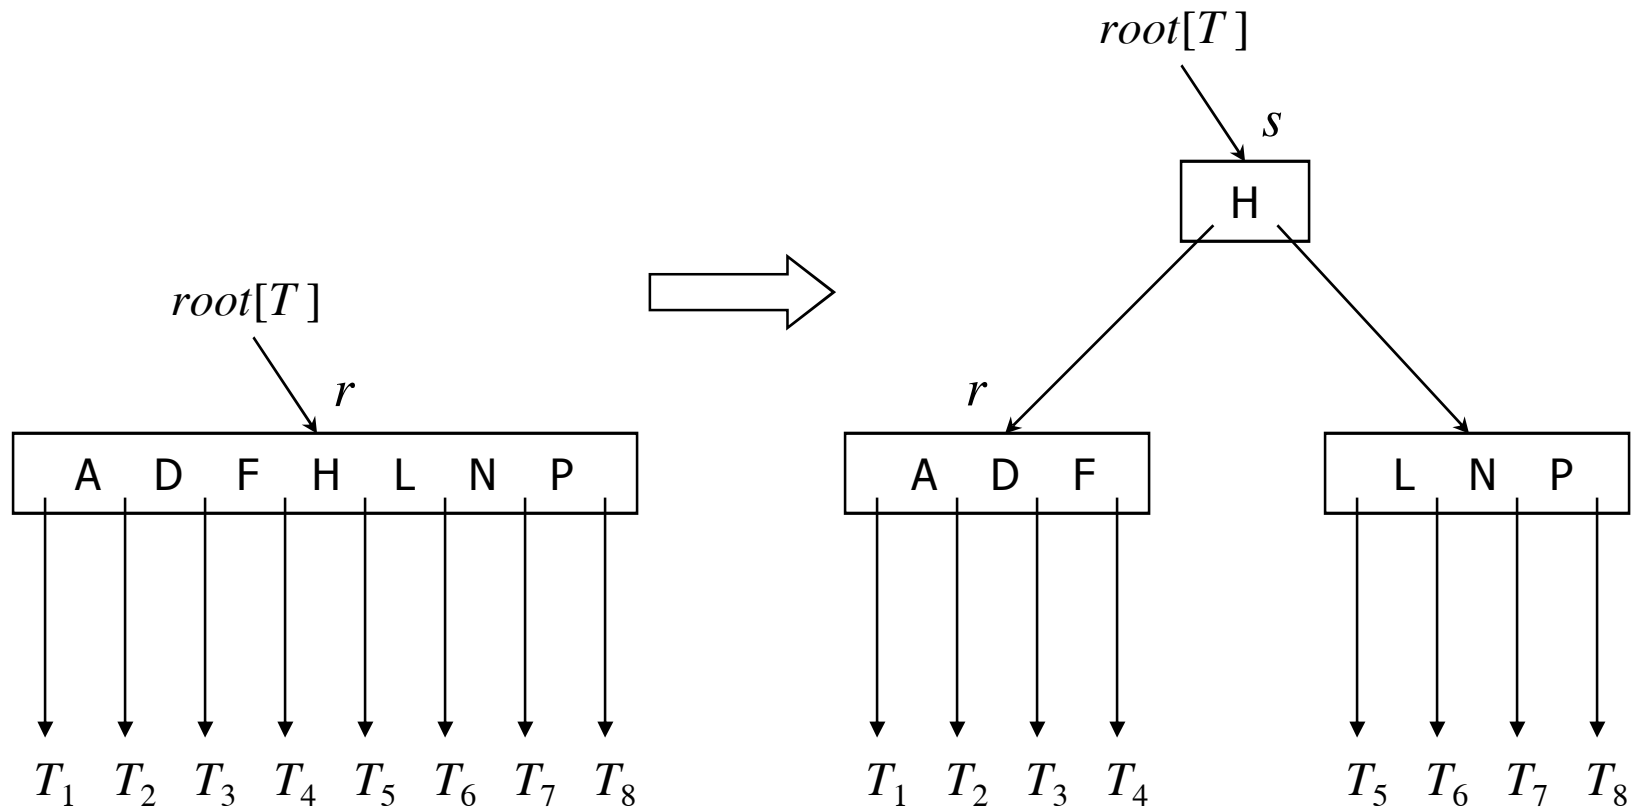 root[T ]
s
H
root[T ]
r
r
A D F H L N P
A D F
L N P
T1 T2 T3 T4 T5 T6 T7 T8
T1 T2 T3 T4
T5 T6 T7 T8